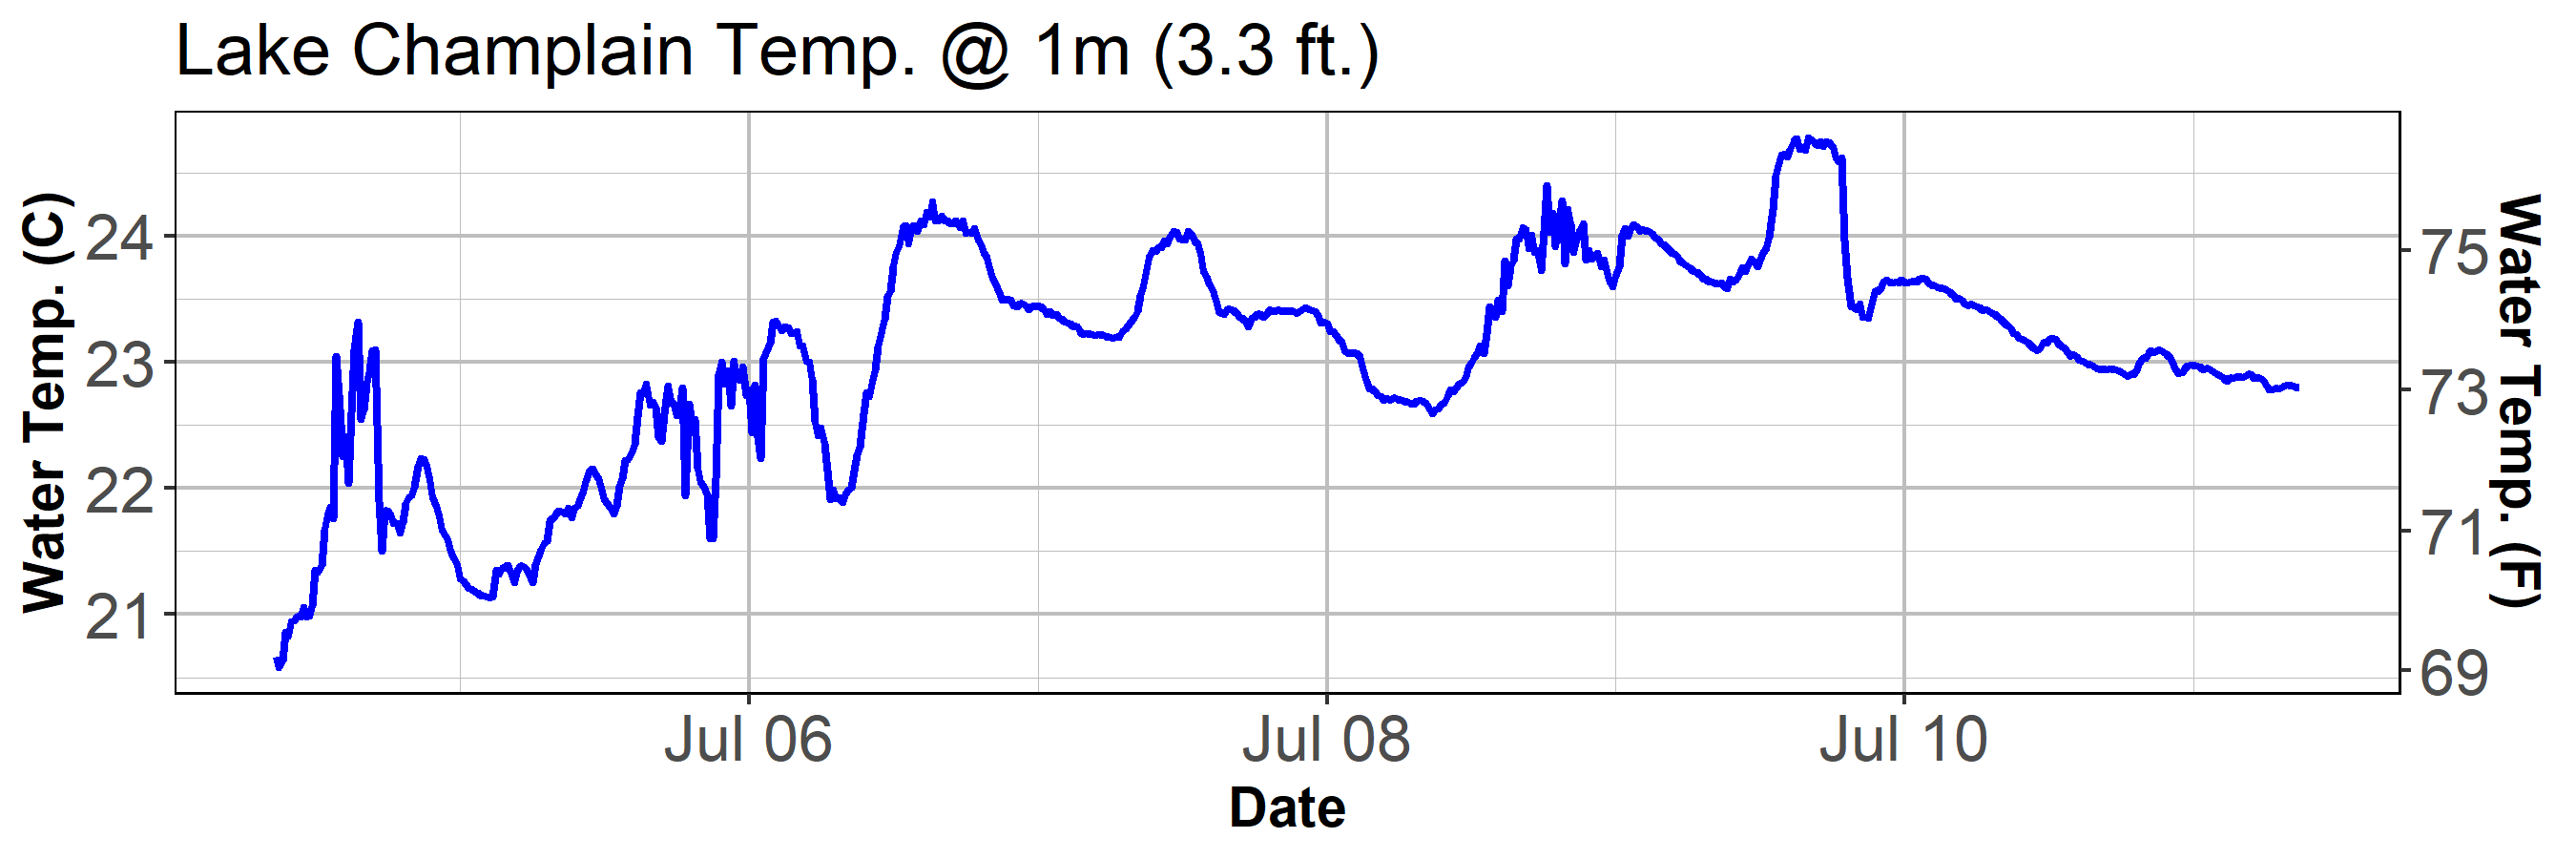 Lake Champlain Temp. @ 1m (3.3 ft.)
Water Temp. (C)
24
23
22
21
75
73
71
69
Water Temp. (F)
Jul 06
Jul 08
Jul 10
Date